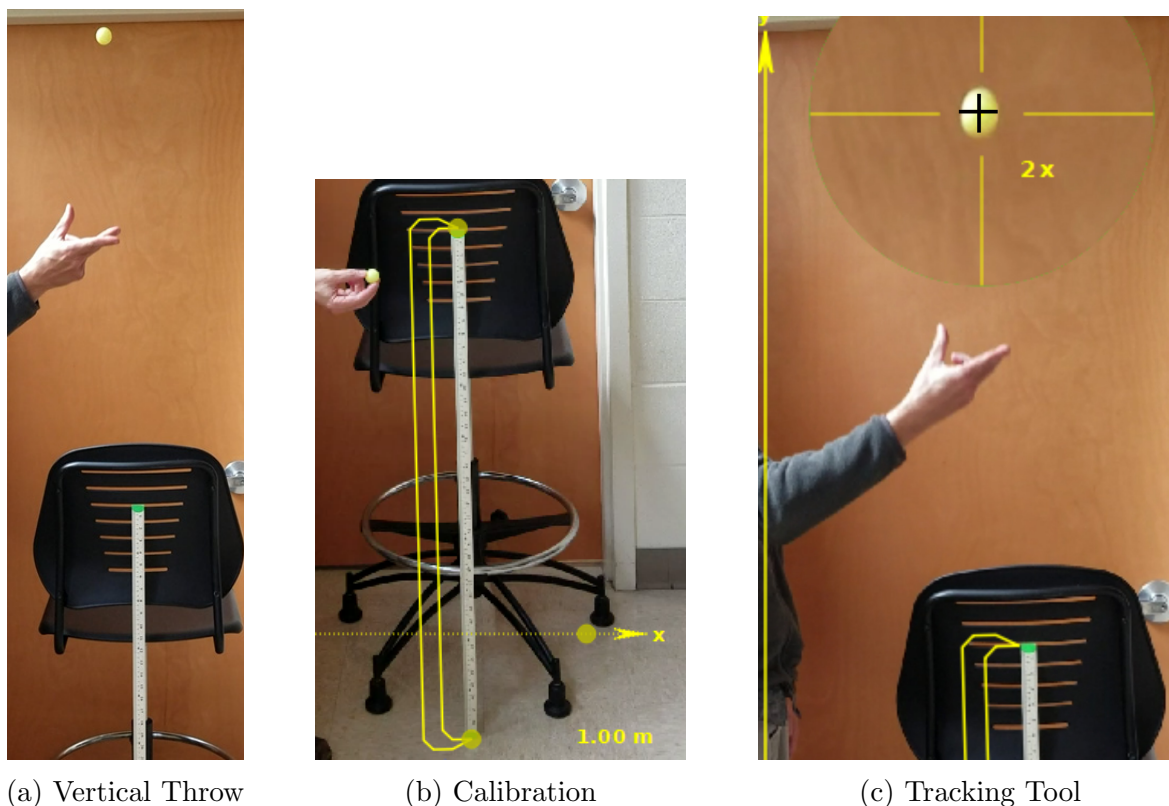 y
2 x
x
1.00 m
(a) Vertical Throw
(b) Calibration
(c) Tracking Tool